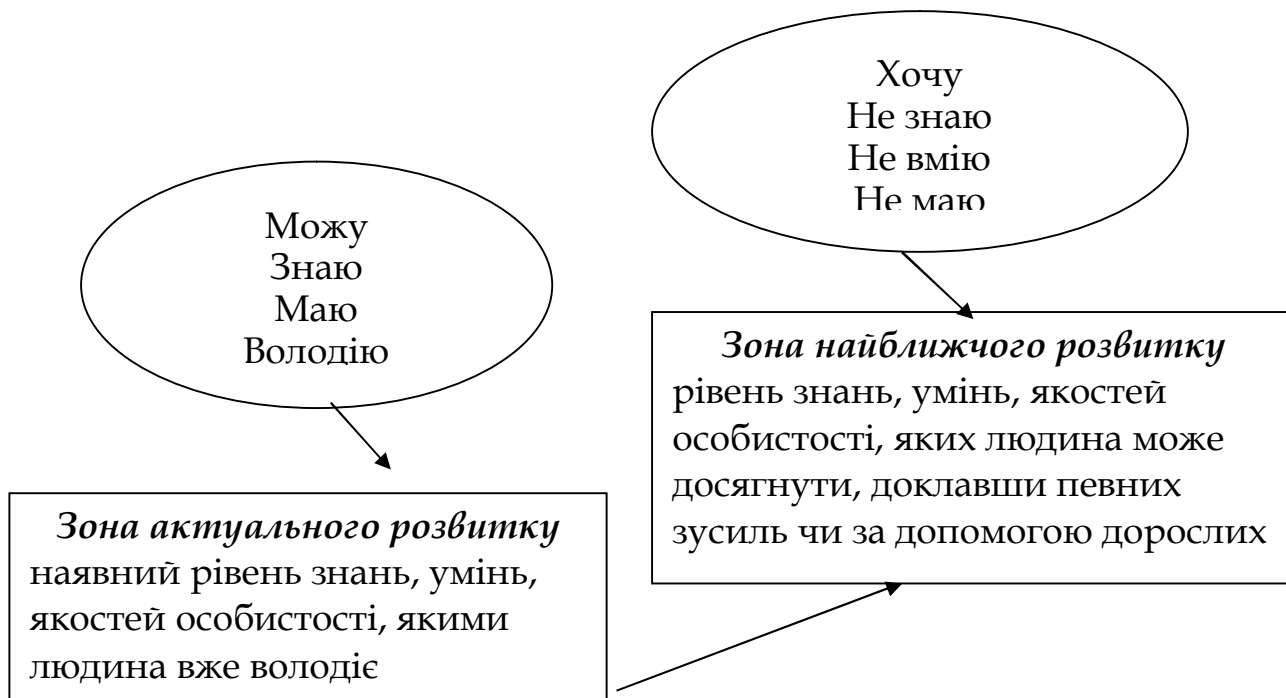 Хочу
Не знаю
Не вмію
Не маю
Можу
Знаю
Маю
Володію
Зона найближчого розвитку
рівень знань, умінь, якостей
особистості, яких людина може
досягнути, доклавши певних
зусиль чи за допомогою дорослих
Зона актуального розвитку
наявний рівень знань, умінь,
якостей особистості, якими
людина вже володіє